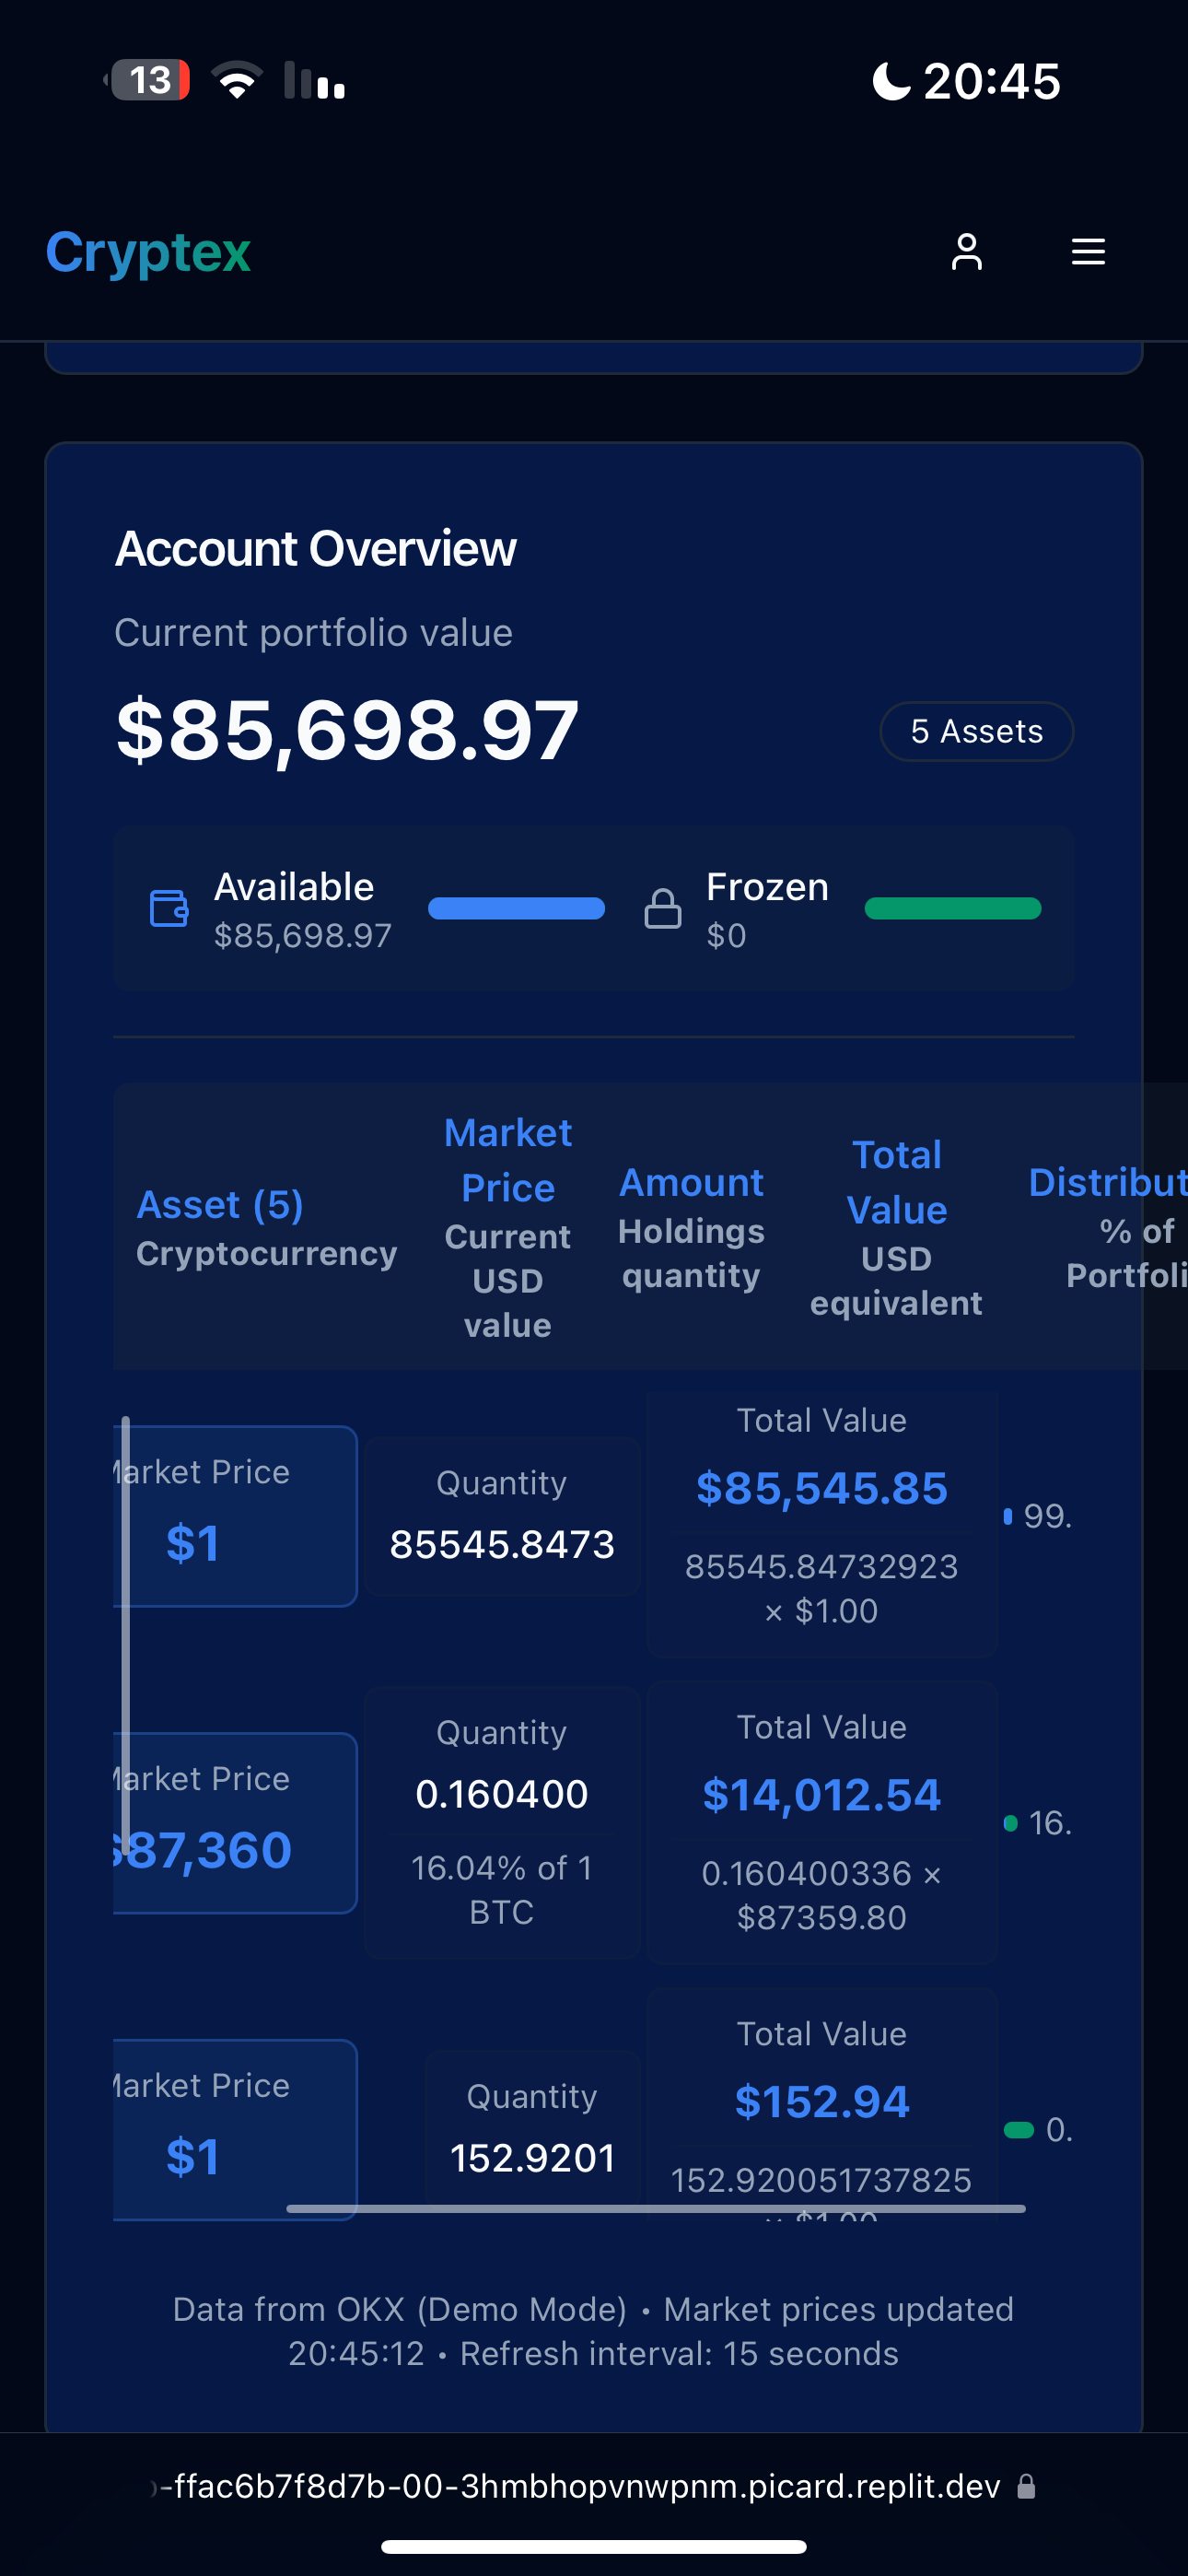 13
20:45
Cryptex
Account Overview
Current portfolio value
$85,698.97
5 Assets
Available
$85,698.97
Frozen
$0
Asset (5)
Cryptocurrency
Market
Price
Current
USD
value
Amount
Holdings
quantity
Total
Value
USD
equivalent
Distribut
% of
Portfoli
Market Price
$1
Quantity
85545.8473
Total Value
$85,545.85
85545.84732923
× $1.00
99.
Market Price
$87,360
Quantity
0.160400
16.04% of 1
BTC
Total Value
$14,012.54
0.160400336 ×
$87359.80
16.
Market Price
$1
Quantity
152.9201
Total Value
$152.94
152.920051737825
× $1.00
0.
Data from OKX (Demo Mode) • Market prices updated
20:45:12 • Refresh interval: 15 seconds
-ffac6b7f8d7b-00-3hmbhopvnwpnm.picard.replit.dev